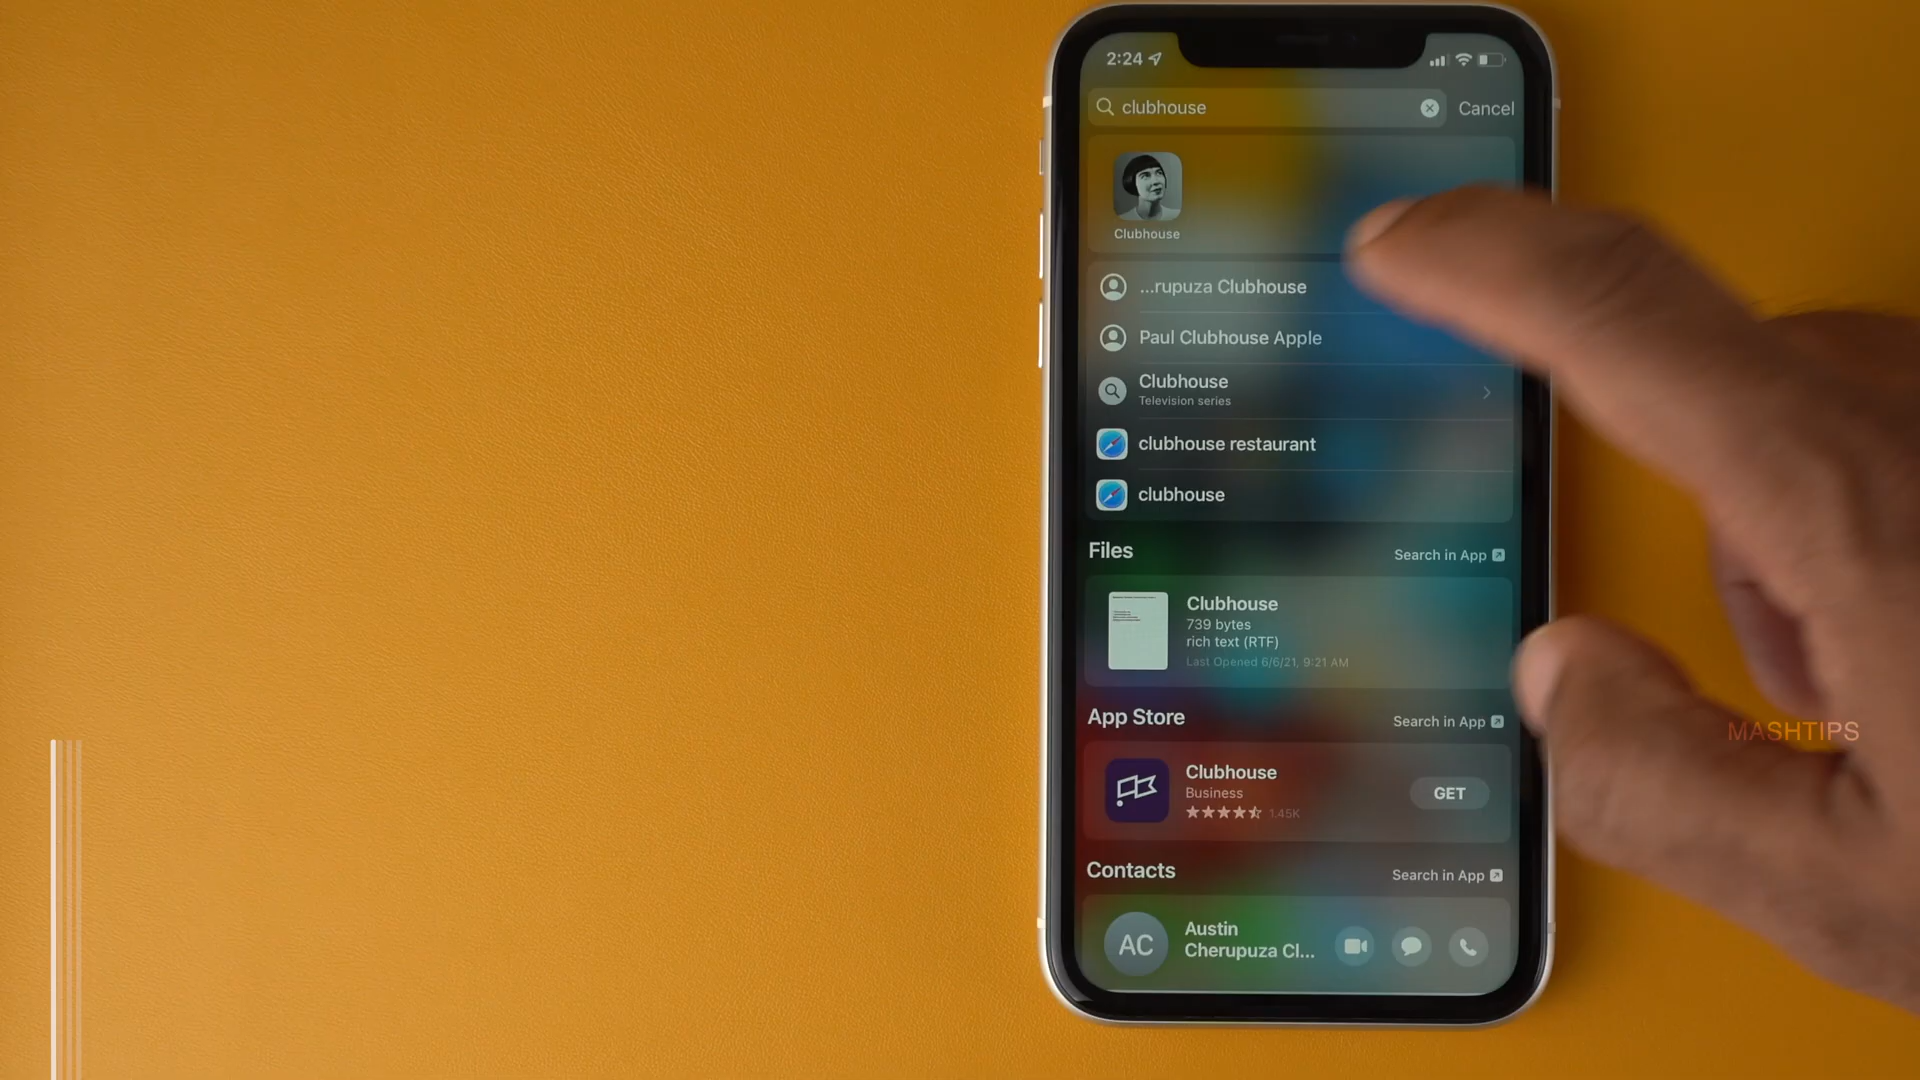 2:24
clubhouse
Cancel
Clubhouse
...rupuza Clubhouse
Paul Clubhouse Apple
Clubhouse
Television series
clubhouse restaurant
clubhouse
Files
Search in App
Clubhouse
739 bytes
rich text (RTF)
Last Opened 6/6/21, 9:21 AM
App Store
Search in App
Clubhouse
Business
1.45K
GET
MASHTIPS
Contacts
Search in App
AC
Austin
Cherupuza Cl...